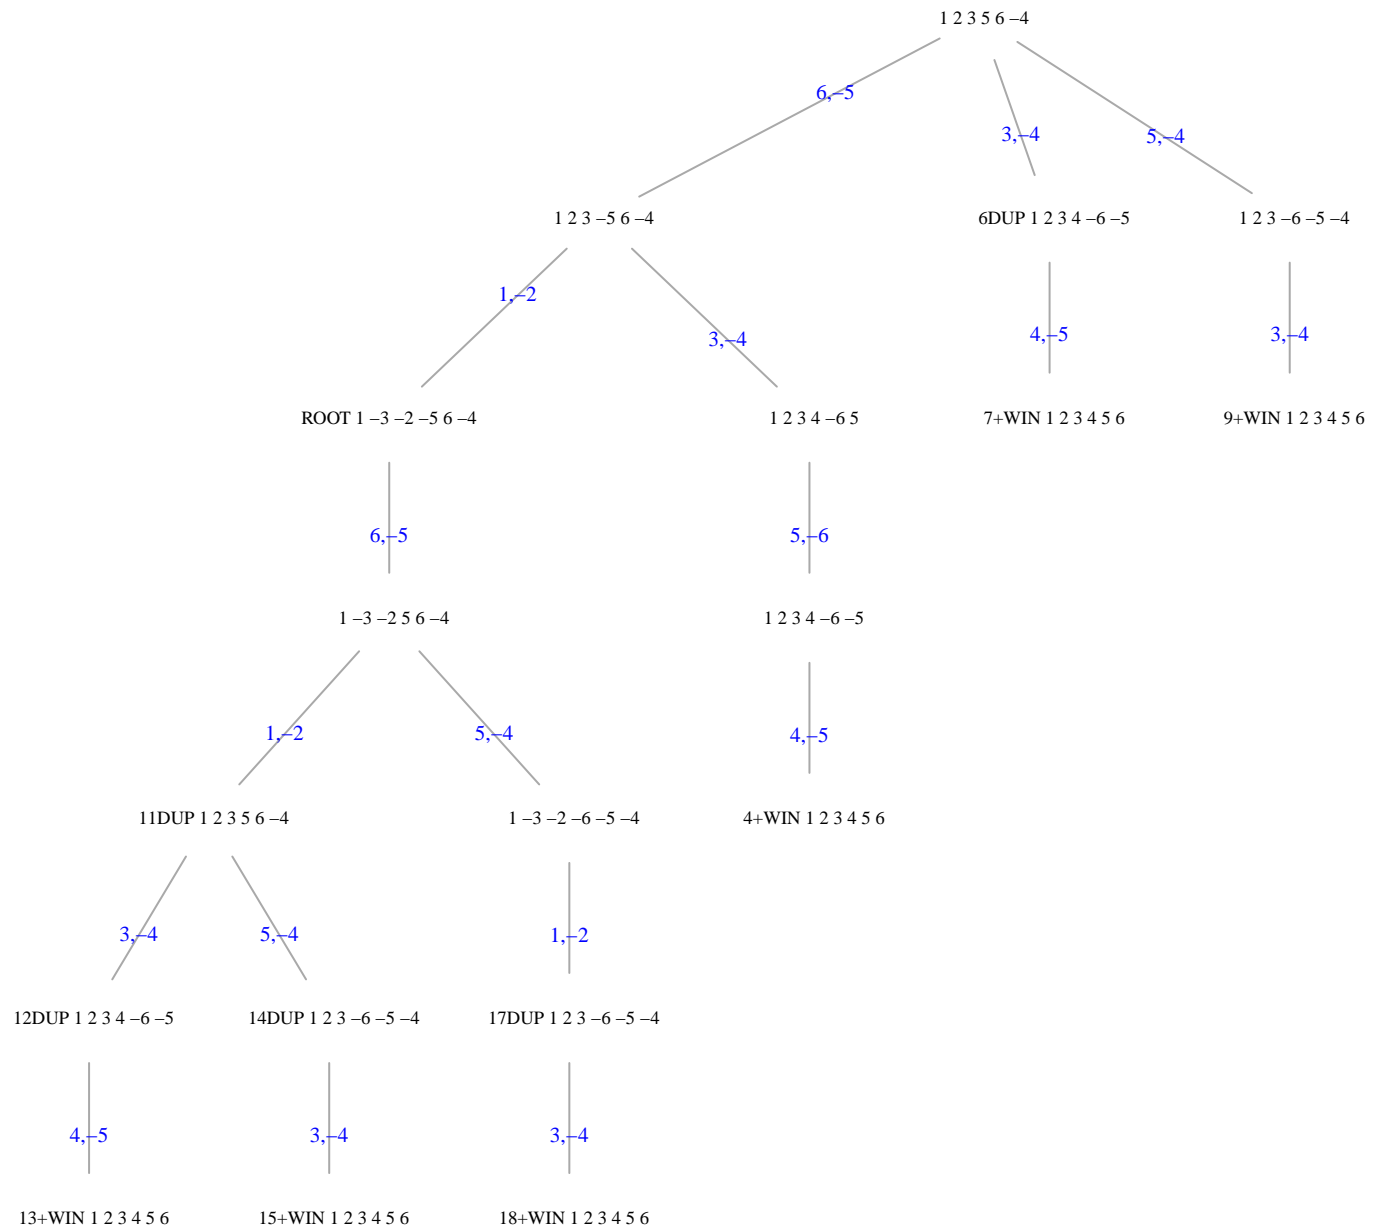 1 2 3 5 6 –4
6,–5
3,–4
5,–4
1 2 3 –5 6 –4
6DUP 1 2 3 4 –6 –5
1 2 3 –6 –5 –4
1,–2
3,–4
4,–5
3,–4
ROOT 1 –3 –2 –5 6 –4
1 2 3 4 –6 5
7+WIN 1 2 3 4 5 6
9+WIN 1 2 3 4 5 6
6,–5
5,–6
1 –3 –2 5 6 –4
1 2 3 4 –6 –5
1,–2
5,–4
4,–5
11DUP 1 2 3 5 6 –4
1 –3 –2 –6 –5 –4
4+WIN 1 2 3 4 5 6
3,–4
5,–4
1,–2
12DUP 1 2 3 4 –6 –5
14DUP 1 2 3 –6 –5 –4
17DUP 1 2 3 –6 –5 –4
4,–5
3,–4
3,–4
13+WIN 1 2 3 4 5 6
15+WIN 1 2 3 4 5 6
18+WIN 1 2 3 4 5 6